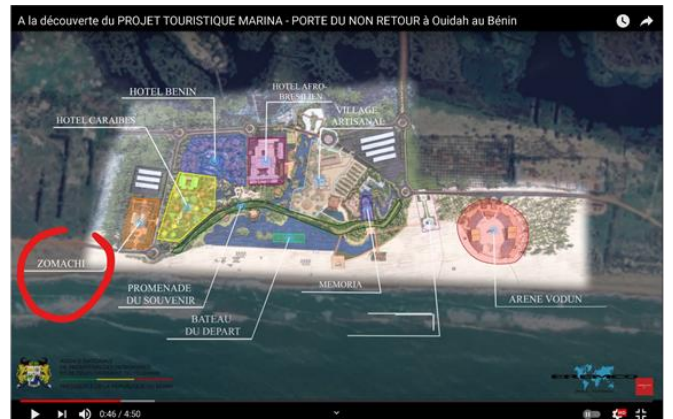 A la découverte du PROJET TOURISTIQUE MARINA - PORTE DU NON RETOUR à Ouidah au Bénin
HOTEL BENIN
HOTEL AFRO-
BRESILIEN
HOTEL CARAIBES
VILLAGE
ARTISANAL
ZOMACHI
PROMENADE
DU SOUVENIR
MEMORIA
ARENE VODUN
BATEAU
DU DEPART
0:46 / 4:50